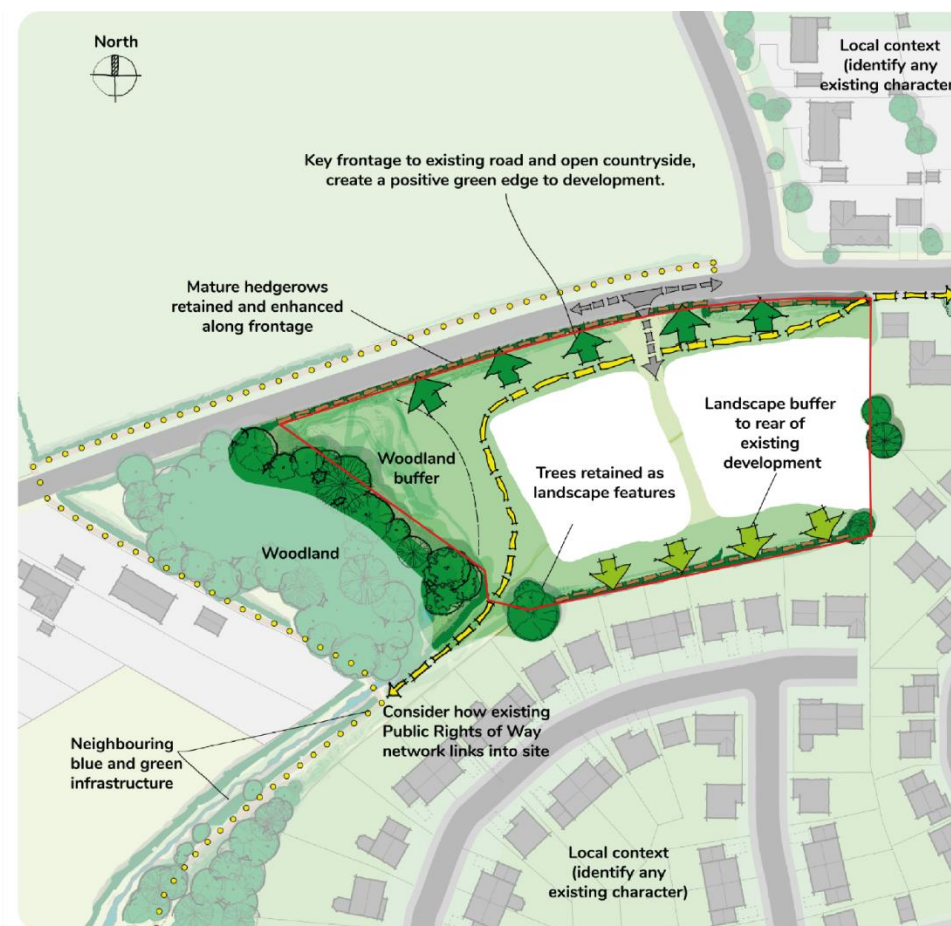 North
Local context
(identify any
existing character
Key frontage to existing road and open countryside,
create a positive green edge to development.
Mature hedgerows
retained and enhanced
along frontage
Landscape buffer
to rear of
existing
development
Woodland
buffer
Trees retained as
landscape features
Woodland
Consider how existing
Public Rights of Way
network links into site
Neighbouring
blue and green
infrastructure
Local context
(identify any
existing character)